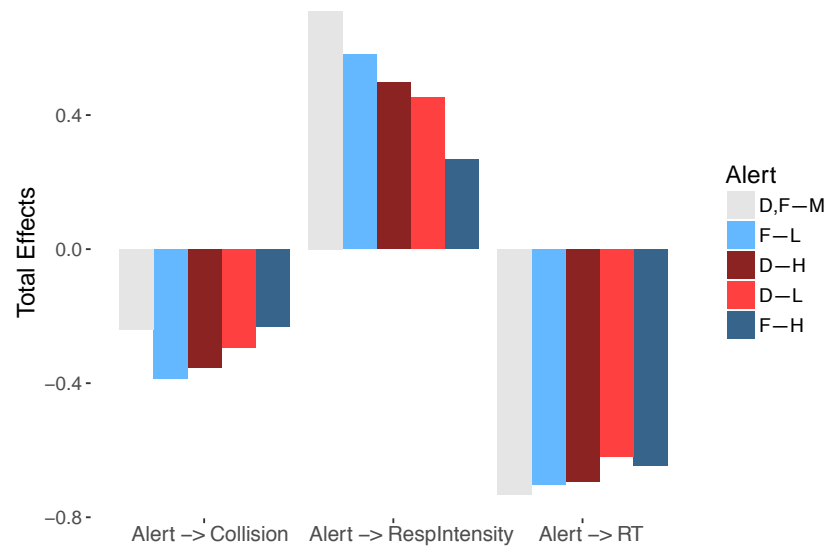 Total Effects
0.4
0.0
−0.4
−0.8
Alert −> Collision
Alert −> RespIntensity
Alert −> RT
Alert
D,F−M
F−L
D−H
D−L
F−H